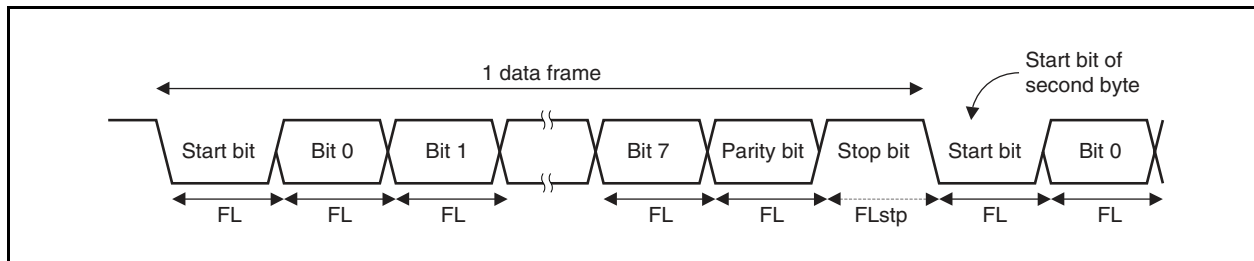 1 data frame
Start bit of
second byte
Start bit
Bit 0
Bit 1
Bit 7
Parity bit
Stop bit
Start bit
Bit 0
FL
FL
FL
FL
FL
FLstp
FL
FL